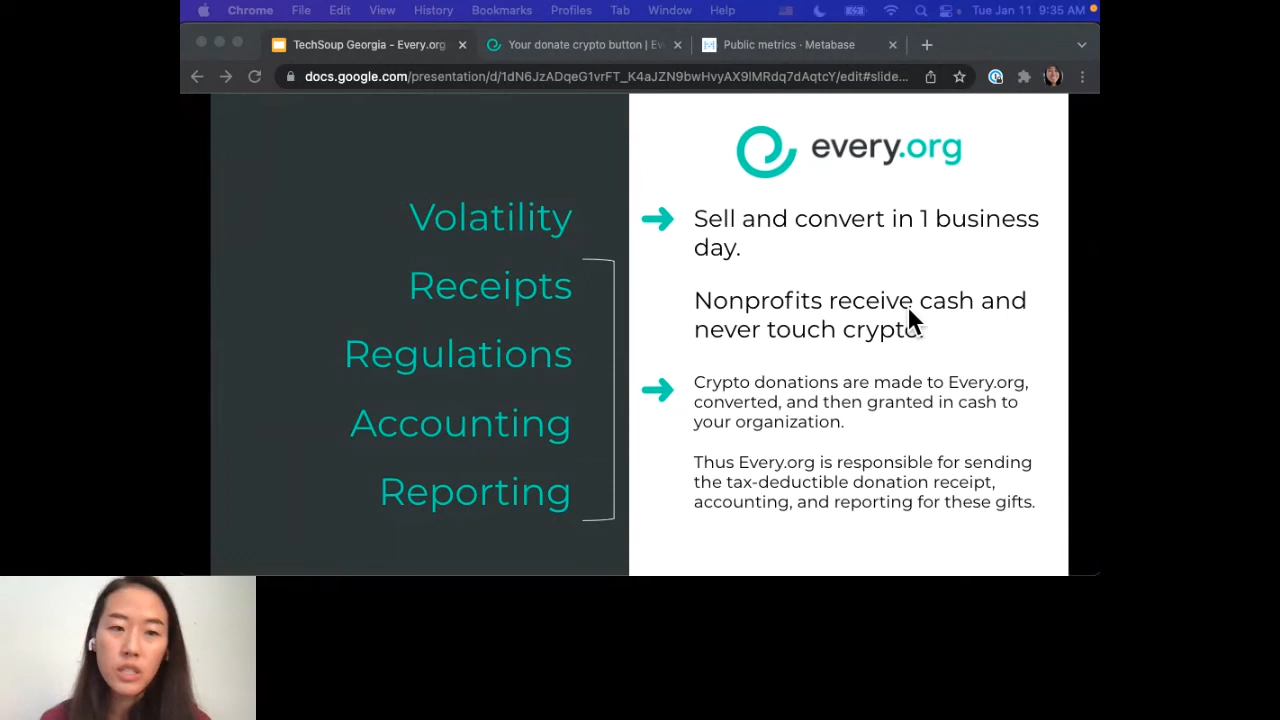 Chrome File Edit View History Bookmarks Profiles Tab Window Help Tue Jan 11 9:35 AM
TechSoup Georgia - Every.org Your donate crypto button | Ev Public metrics · Metabase
docs.google.com/presentation/d/1dN6JzADqeG1vrFT_K4aJZN9bwHvyAX9lMRdq7dAqtcY/edit#slide...
every.org
Volatility
Sell and convert in 1 business
day.
Receipts
Nonprofits receive cash and
never touch crypto.
Regulations
Crypto donations are made to Every.org,
converted, and then granted in cash to
your organization.
Accounting
Thus Every.org is responsible for sending
the tax-deductible donation receipt,
accounting, and reporting for these gifts.
Reporting